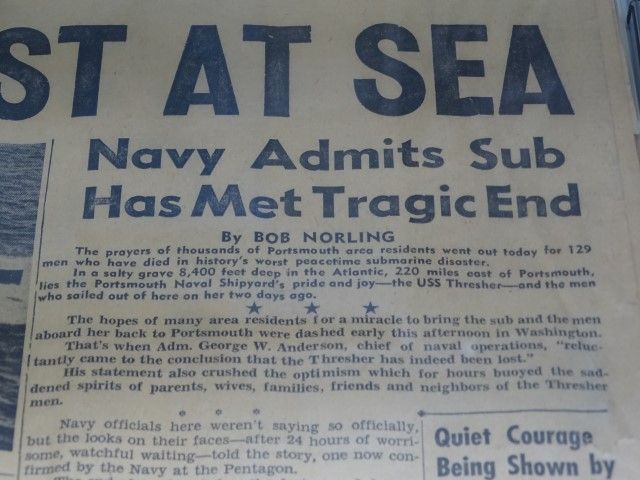 ST AT SEA
Navy Admits Sub
Has Met Tragic End
By BOB NORLING
The prayers of thousands of Portsmouth area residents went out today for 129
men who have died in history's worst peacetime submarine disaster.
In a salty grave 8,400 feet deep in the Atlantic, 220 miles east of Portsmouth,
lies the Portsmouth Naval Shipyard's pride and joy—the USS Thresher—and the men
who sailed out of here on her two days ago.
The hopes of many area residents for a miracle to bring the sub and the men
aboard her back to Portsmouth were dashed early this afternoon in Washington.
That's when Adm. George W. Anderson, chief of naval operations, "reluc-
tantly came to the conclusion that the Thresher has indeed been lost."
His statement also crushed the optimism which for hours buoyed the sad-
dened spirits of parents, wives, families, friends and neighbors of the Thresher
men.
Navy officials here weren't saying so officially,
but the looks on their faces—after 24 hours of worri-
some, watchful waiting—told the story, one now con-
firmed by the Navy at the Pentagon.
Quiet Courage
Being Shown by